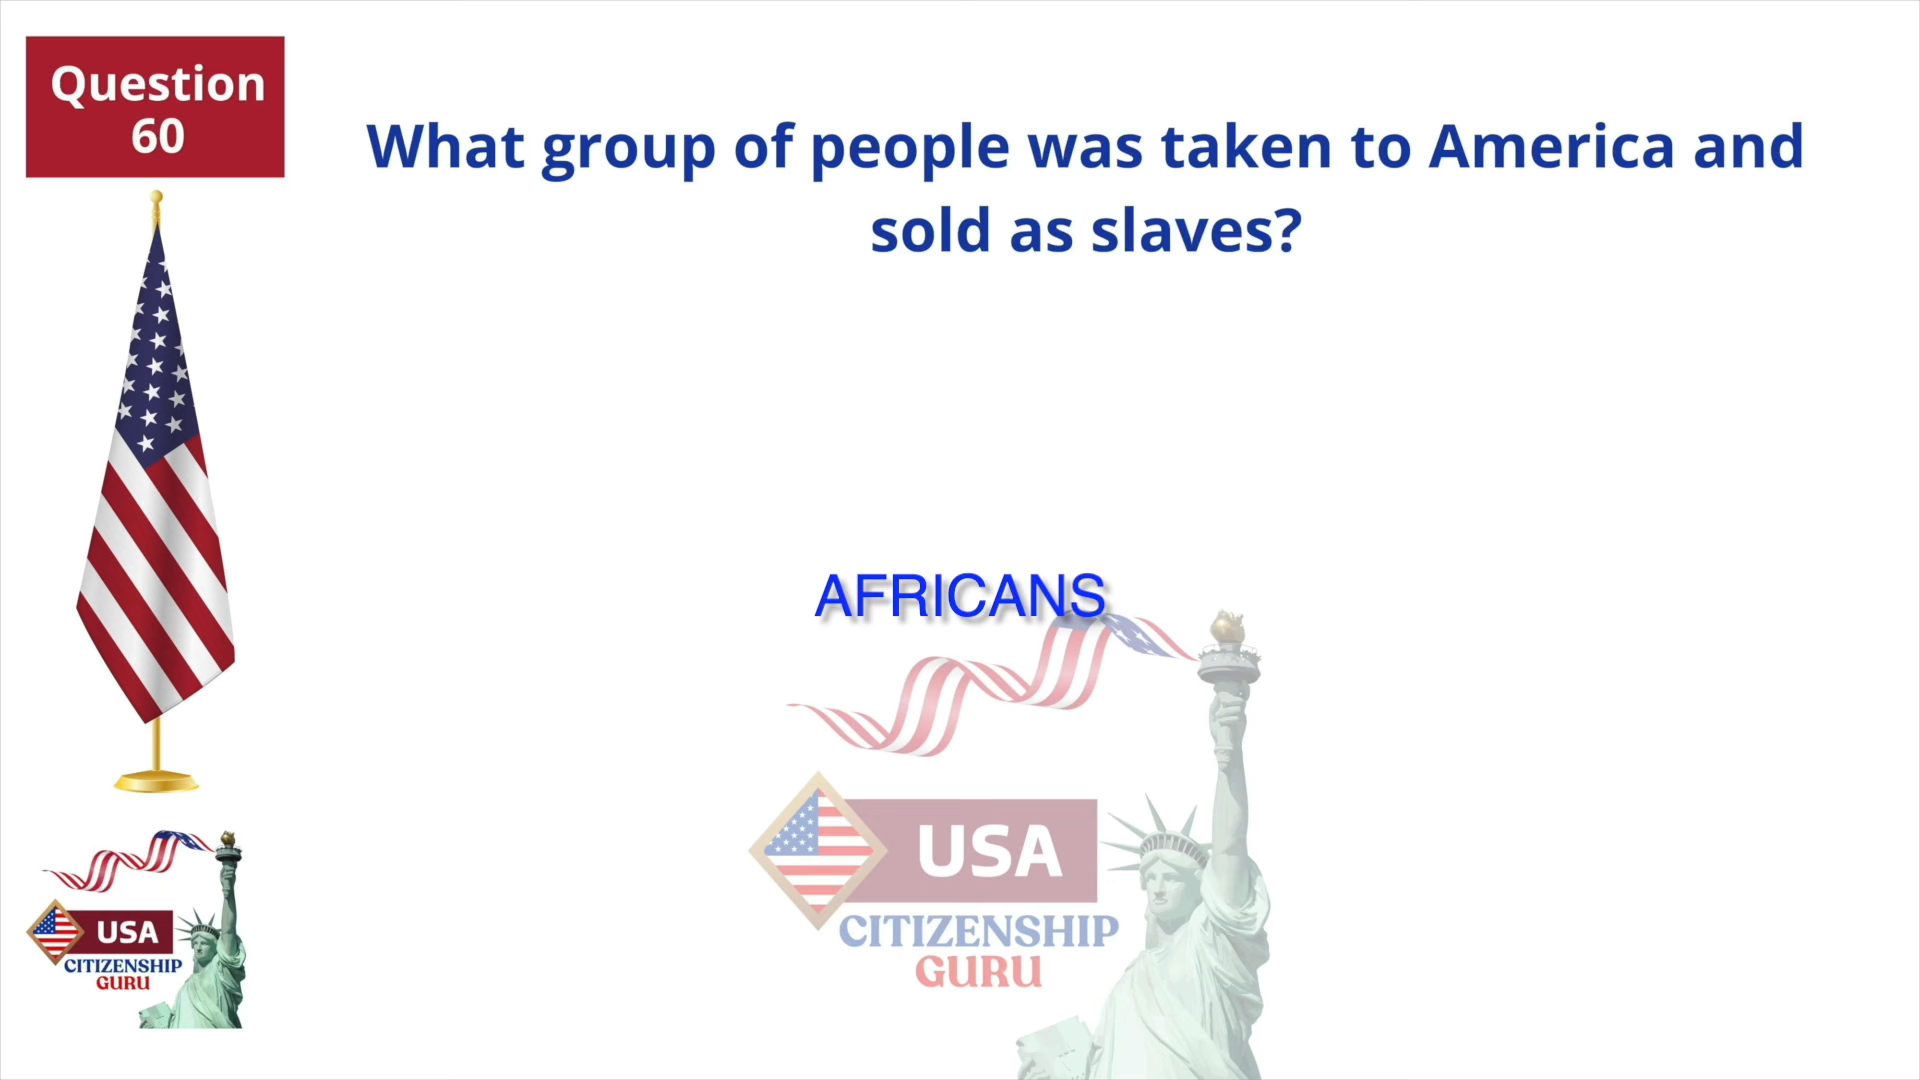 Question
60
What group of people was taken to America and
sold as slaves?
AFRICANS
USA
CITIZENSHIP
GURU
USA
CITIZENSHIP
GURU